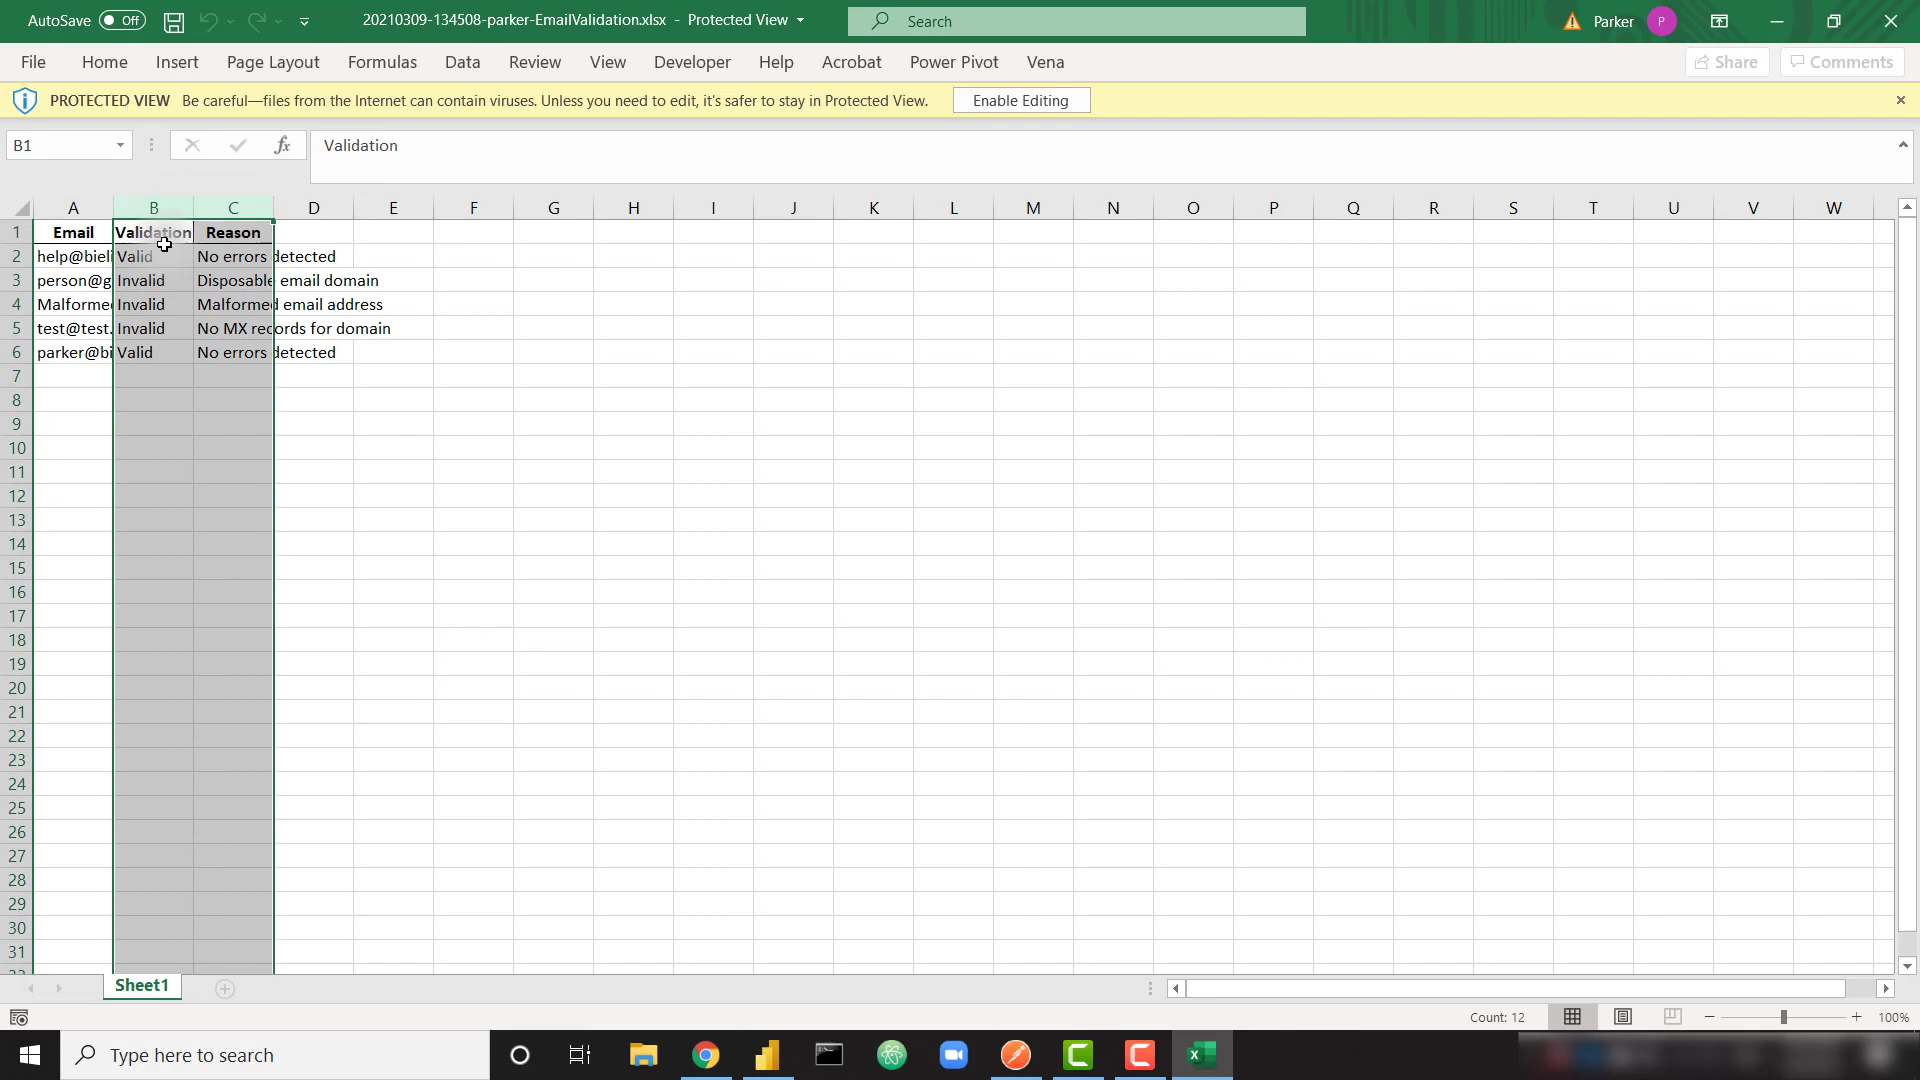 AutoSave Off 20210309-134508-parker-EmailValidation.xlsx - Protected View Search Parker P
File Home Insert Page Layout Formulas Data Review View Developer Help Acrobat Power Pivot Vena Share Comments
PROTECTED VIEW Be careful—files from the Internet can contain viruses. Unless you need to edit, it's safer to stay in Protected View. Enable Editing
B1 fx Validation
A B C D E F G H I J K L M N O P Q R S T U V W
1 Email Validation Reason
2 help@biel Valid No errors detected
3 person@g Invalid Disposable email domain
4 Malformed Invalid Malformed email address
5 test@test. Invalid No MX records for domain
6 parker@bi Valid No errors detected
7
8
9
10
11
12
13
14
15
16
17
18
19
20
21
22
23
24
25
26
27
28
29
30
31
Sheet1
Count: 12 100%
Type here to search